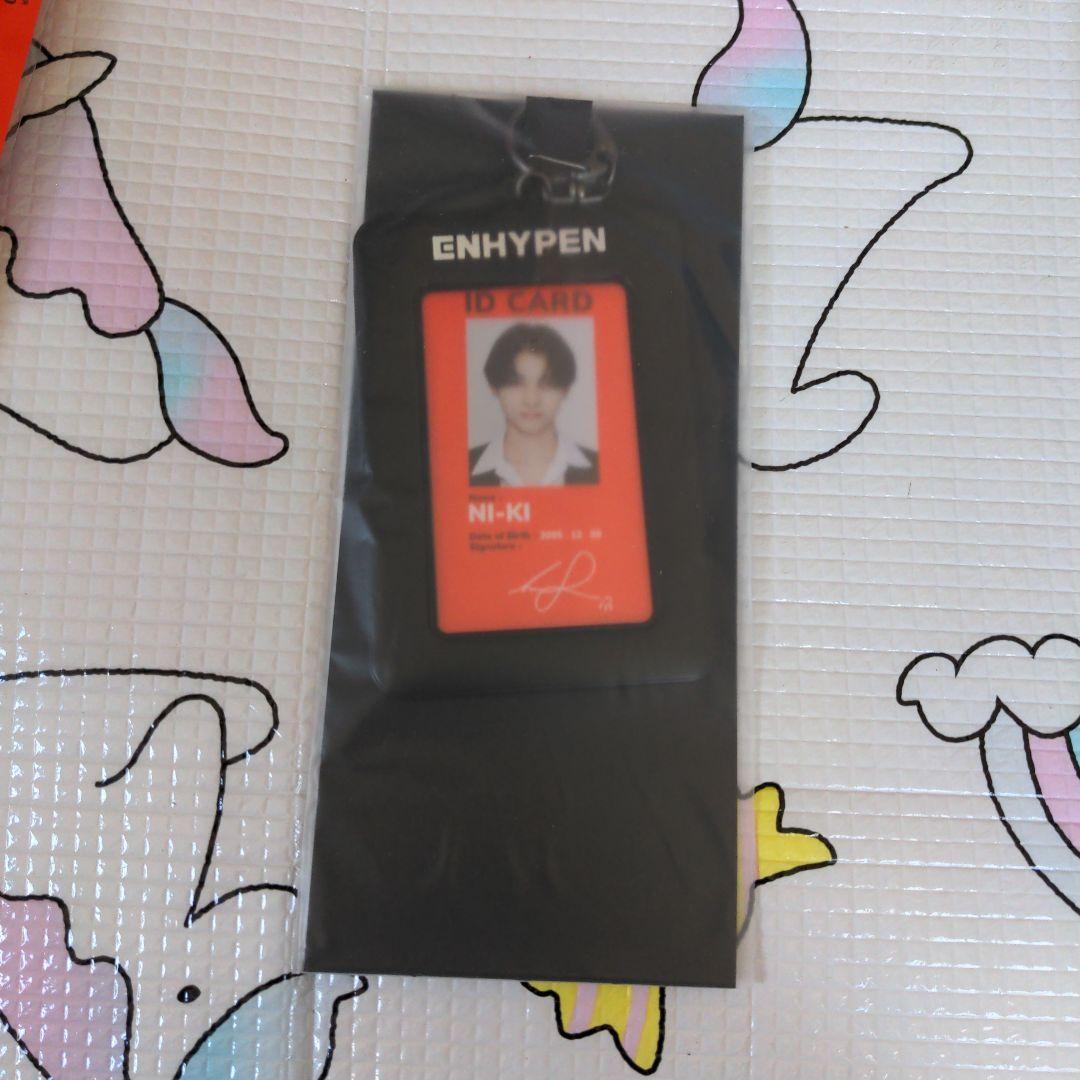 ENHYPEN
ID CARD
Name :
NI-KI
Date of Birth 2005 12 09
Signature :